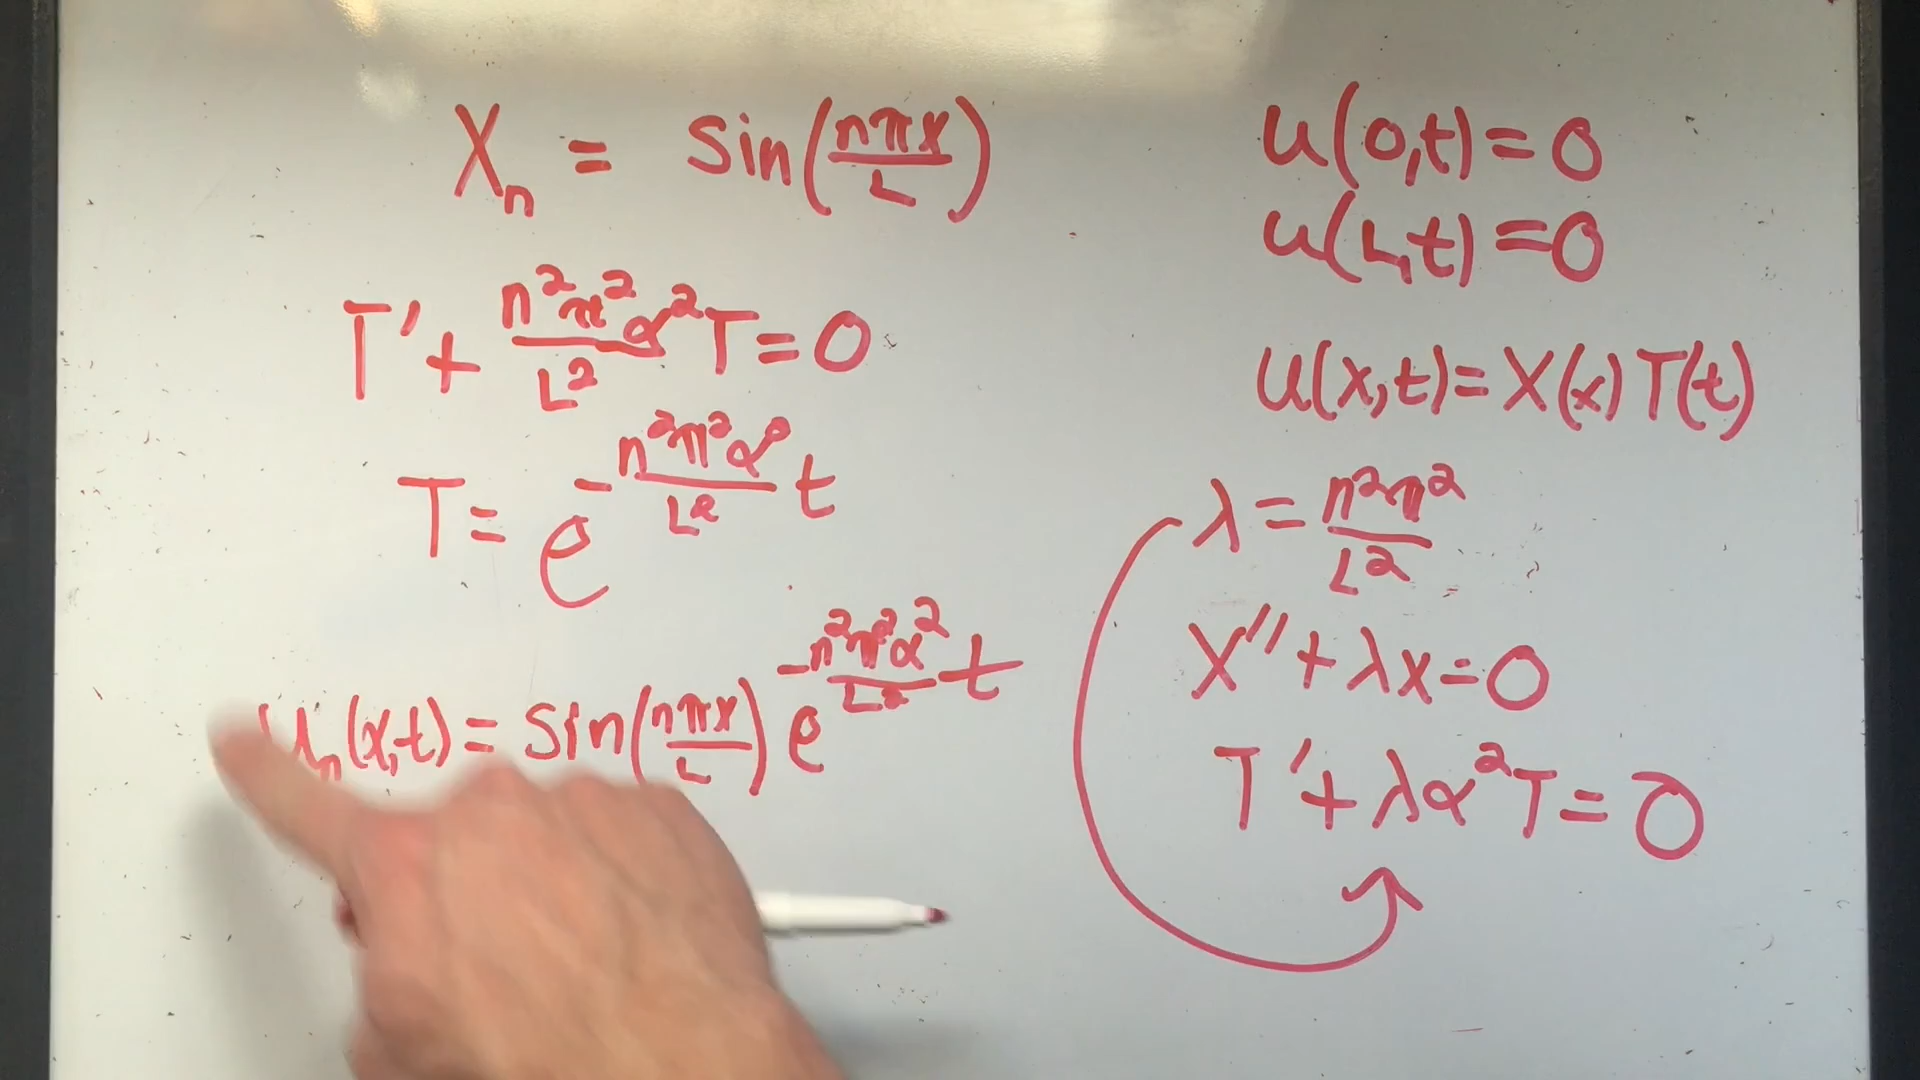 Xₙ = sin(nπx/L)
T' + n²π²α²/L² T = 0
T = e^(-n²π²α²/L² t)
uₙ(x,t) = sin(nπx/L) e^(-n²π²α²/L² t)
u(0,t) = 0
u(L,t) = 0
u(x,t) = X(x) T(t)
λ = n²π²/L²
X'' + λx = 0
T' + λα²T = 0